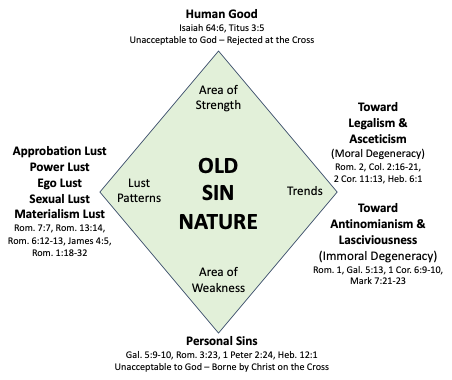 Human Good
Isaiah 64:6, Titus 3:5
Unacceptable to God – Rejected at the Cross
Area of
Strength
Approbation Lust
Power Lust
Ego Lust
Sexual Lust
Materialism Lust
Rom. 7:7, Rom. 13:14,
Rom. 6:12-13, James 4:5,
Rom. 1:18-32
Lust
Patterns
OLD
SIN
NATURE
Trends
Toward
Legalism &
Asceticism
(Moral Degeneracy)
Rom. 2, Col. 2:16-21,
2 Cor. 11:13, Heb. 6:1
Toward
Antinomianism &
Lasciviousness
(Immoral Degeneracy)
Rom. 1, Gal. 5:13, 1 Cor. 6:9-10,
Mark 7:21-23
Area of
Weakness
Personal Sins
Gal. 5:9-10, Rom. 3:23, 1 Peter 2:24, Heb. 12:1
Unacceptable to God – Borne by Christ on the Cross